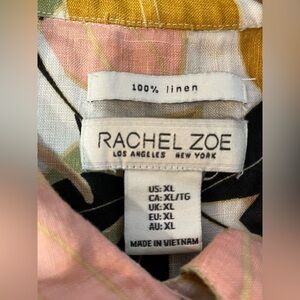 100% linen
RACHEL ZOE
LOS ANGELES NEW YORK
US: XL
CA: XL/TG
UK: XL
EU: XL
AU: XL
MADE IN VIETNAM